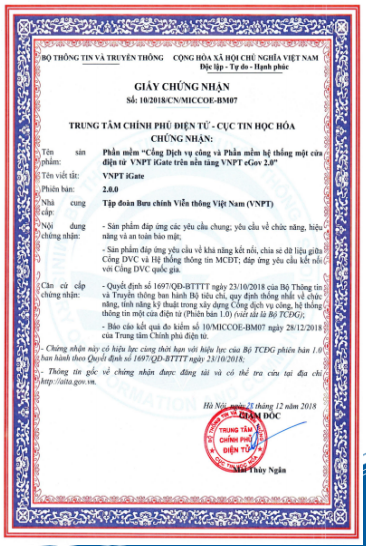 BỘ THÔNG TIN VÀ TRUYỀN THÔNG CỘNG HÒA XÃ HỘI CHỦ NGHĨA VIỆT NAM
Độc lập - Tự do - Hạnh phúc
GIẤY CHỨNG NHẬN
Số: 10/2018/CN/MICCOE-BM07
TRUNG TÂM CHÍNH PHỦ ĐIỆN TỬ - CỤC TIN HỌC HÓA
CHỨNG NHẬN:
Tên sản phẩm: Phần mềm "Cổng Dịch vụ công và Phần mềm hệ thống một cửa
điện tử VNPT iGate trên nền tảng VNPT eGov 2.0"
Tên viết tắt: VNPT iGate
Phiên bản: 2.0.0
Nhà cung cấp: Tập đoàn Bưu chính Viễn thông Việt Nam (VNPT)
Nội dung chứng nhận: - Sản phẩm đáp ứng các yêu cầu chung; yêu cầu về chức năng, hiệu
năng và an toàn bảo mật;
- Sản phẩm đáp ứng yêu cầu về khả năng kết nối, chia sẻ dữ liệu giữa
Cổng DVC và Hệ thống thông tin MCĐT; đáp ứng yêu cầu kết nối
với Cổng DVC quốc gia.
Căn cứ cấp chứng nhận: - Quyết định số 1697/QĐ-BTTTT ngày 23/10/2018 của Bộ Thông tin
và Truyền thông ban hành Bộ tiêu chí, quy định thống nhất về chức
năng, tính năng kỹ thuật trong xây dựng Cổng dịch vụ công, hệ thống
thông tin một cửa điện tử (Phiên bản 1.0) (viết tắt là Bộ TCĐG);
- Báo cáo kết quả đo kiểm số 10/MICCOE-BM07 ngày 28/12/2018
của Trung tâm Chính phủ điện tử.
- Chứng nhận này có hiệu lực cùng thời hạn với hiệu lực của Bộ TCĐG phiên bản 1.0
ban hành theo Quyết định số 1697/QĐ-BTTTT ngày 23/10/2018;
- Thông tin gốc về chứng nhận được đăng tải và có thể tra cứu tại địa chỉ
http://aita.gov.vn.
Hà Nội, ngày 28 tháng 12 năm 2018
GIÁM ĐỐC
TRUNG TÂM
CHÍNH PHỦ
ĐIỆN TỬ
CỤC TIN HỌC HÓA
Mai Thủy Ngân